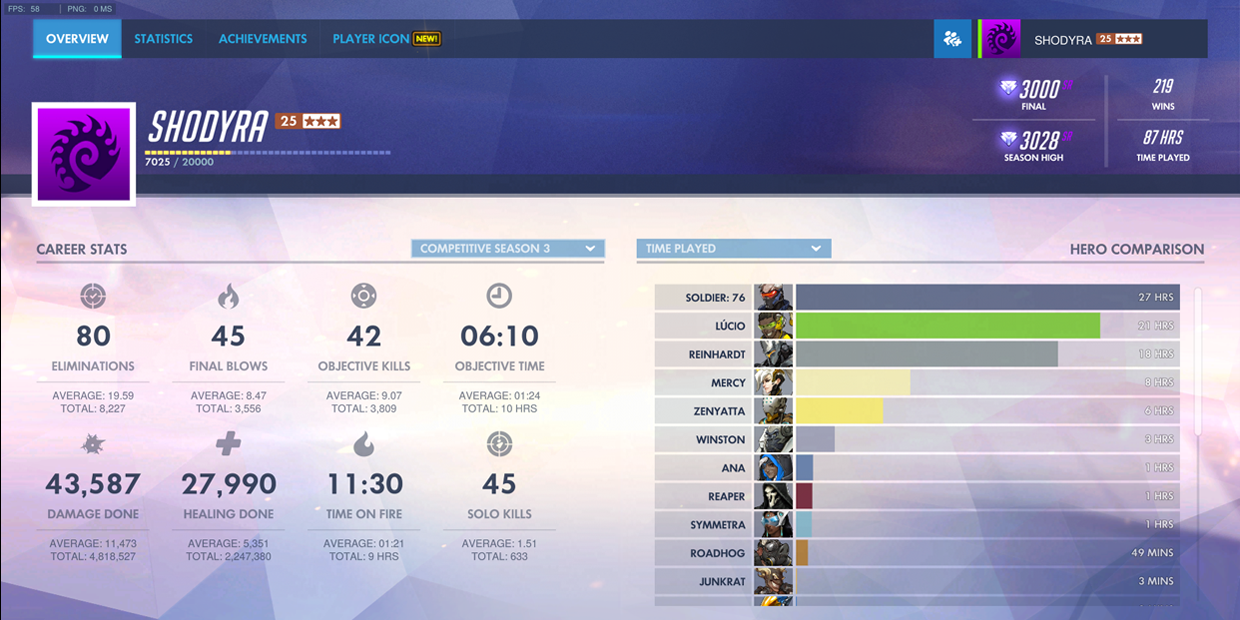 FPS: 58 | PNG: 0 MS
OVERVIEW STATISTICS ACHIEVEMENTS PLAYER ICON NEW!
SHODYRA 25
SHODYRA 25
7025 / 20000
3000
FINAL
219
WINS
3028
SEASON HIGH
87 HRS
TIME PLAYED
CAREER STATS
COMPETITIVE SEASON 3
80
ELIMINATIONS
AVERAGE: 19.59
TOTAL: 8,227
45
FINAL BLOWS
AVERAGE: 8.47
TOTAL: 3,556
42
OBJECTIVE KILLS
AVERAGE: 9.07
TOTAL: 3,809
06:10
OBJECTIVE TIME
AVERAGE: 01:24
TOTAL: 10 HRS
43,587
DAMAGE DONE
AVERAGE: 11,473
TOTAL: 4,818,527
27,990
HEALING DONE
AVERAGE: 5,351
TOTAL: 2,247,380
11:30
TIME ON FIRE
AVERAGE: 01:21
TOTAL: 9 HRS
45
SOLO KILLS
AVERAGE: 1.51
TOTAL: 633
TIME PLAYED
HERO COMPARISON
SOLDIER: 76 27 HRS
LÚCIO 21 HRS
REINHARDT 18 HRS
MERCY 8 HRS
ZENYATTA 6 HRS
WINSTON 3 HRS
ANA 1 HRS
REAPER 1 HRS
SYMMETRA 1 HRS
ROADHOG 49 MINS
JUNKRAT 3 MINS